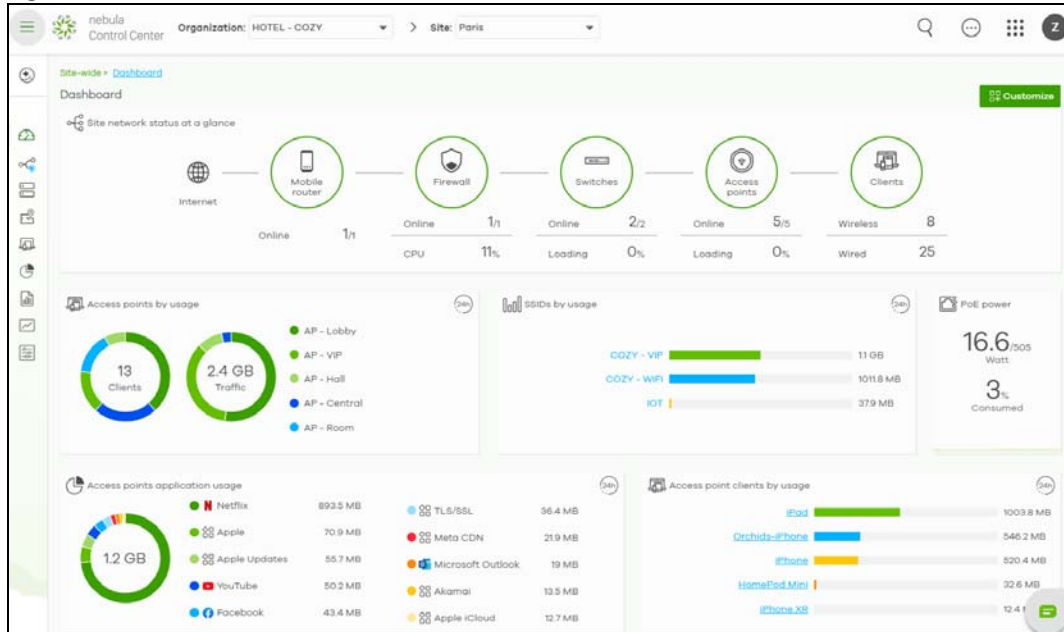 nebula
Control Center
Organization: HOTEL - COZY > Site: Paris
Z
Site-wide > Dashboard
Dashboard
Customize
Site network status at a glance
Internet
Mobile router
Firewall
Switches
Access points
Clients
Online 1/1
Online 1/1
Online 2/2
Online 5/5
Wireless 8
CPU 11%
Loading 0%
Loading 0%
Wired 25
Access points by usage
24h
13
Clients
2.4 GB
Traffic
AP - Lobby
AP - VIP
AP - Hall
AP - Central
AP - Room
SSIDs by usage
24h
COZY - VIP 1.1 GB
COZY - WIFI 1011.8 MB
IOT 37.9 MB
PoE power
16.6/505
Watt
3%
Consumed
Access points application usage
24h
1.2 GB
Netflix 893.5 MB
Apple 70.9 MB
Apple Updates 55.7 MB
YouTube 50.2 MB
Facebook 43.4 MB
TLS/SSL 36.4 MB
Meta CDN 21.9 MB
Microsoft Outlook 19 MB
Akamai 13.5 MB
Apple iCloud 12.7 MB
Access point clients by usage
24h
iPad 1003.8 MB
Orchids-iPhone 546.2 MB
iPhone 520.4 MB
HomePod Mini 32.6 MB
iPhone XR 12.4